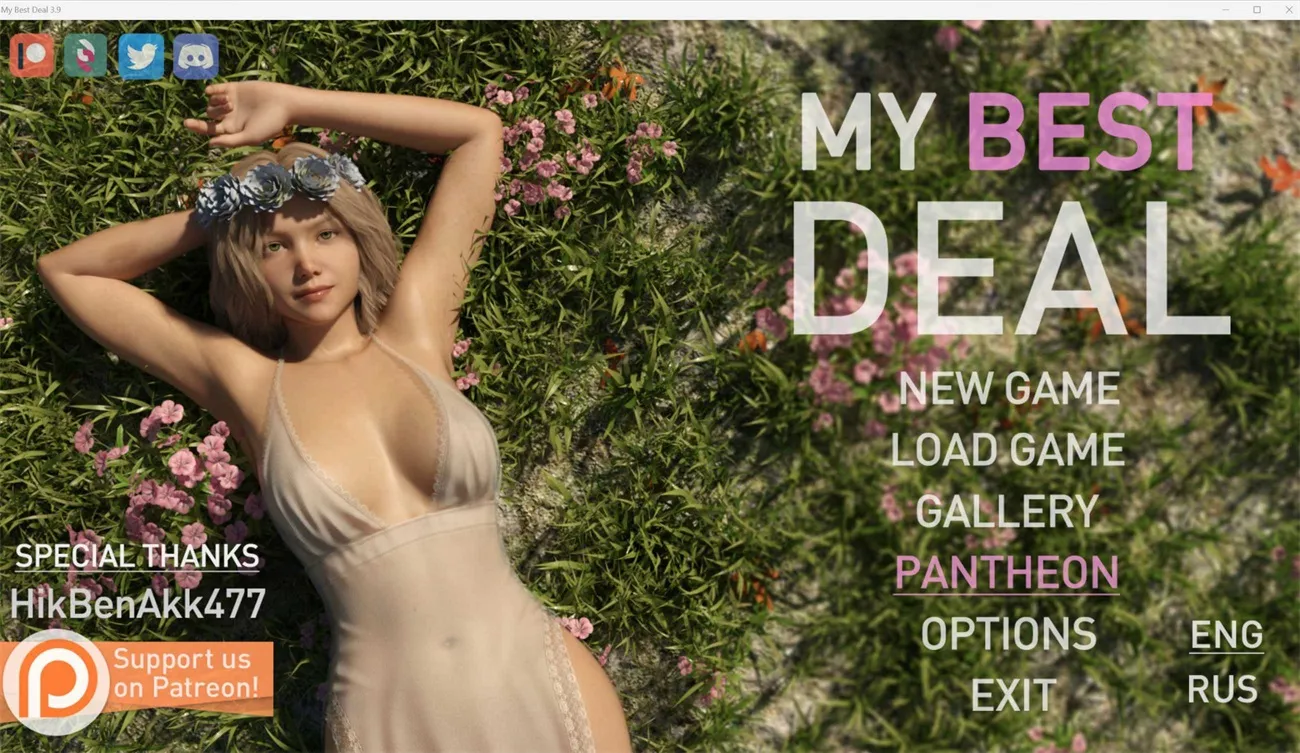 My Best Deal 3.9
MY BEST
DEAL
NEW GAME
LOAD GAME
GALLERY
PANTHEON
OPTIONS
EXIT
ENG
RUS
SPECIAL THANKS
HikBenAkk477
Support us
on Patreon!